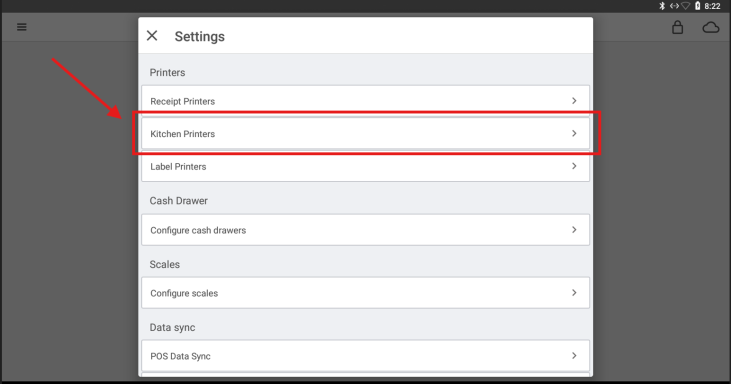 8:22
Settings
Printers
Receipt Printers
Kitchen Printers
Label Printers
Cash Drawer
Configure cash drawers
Scales
Configure scales
Data sync
POS Data Sync